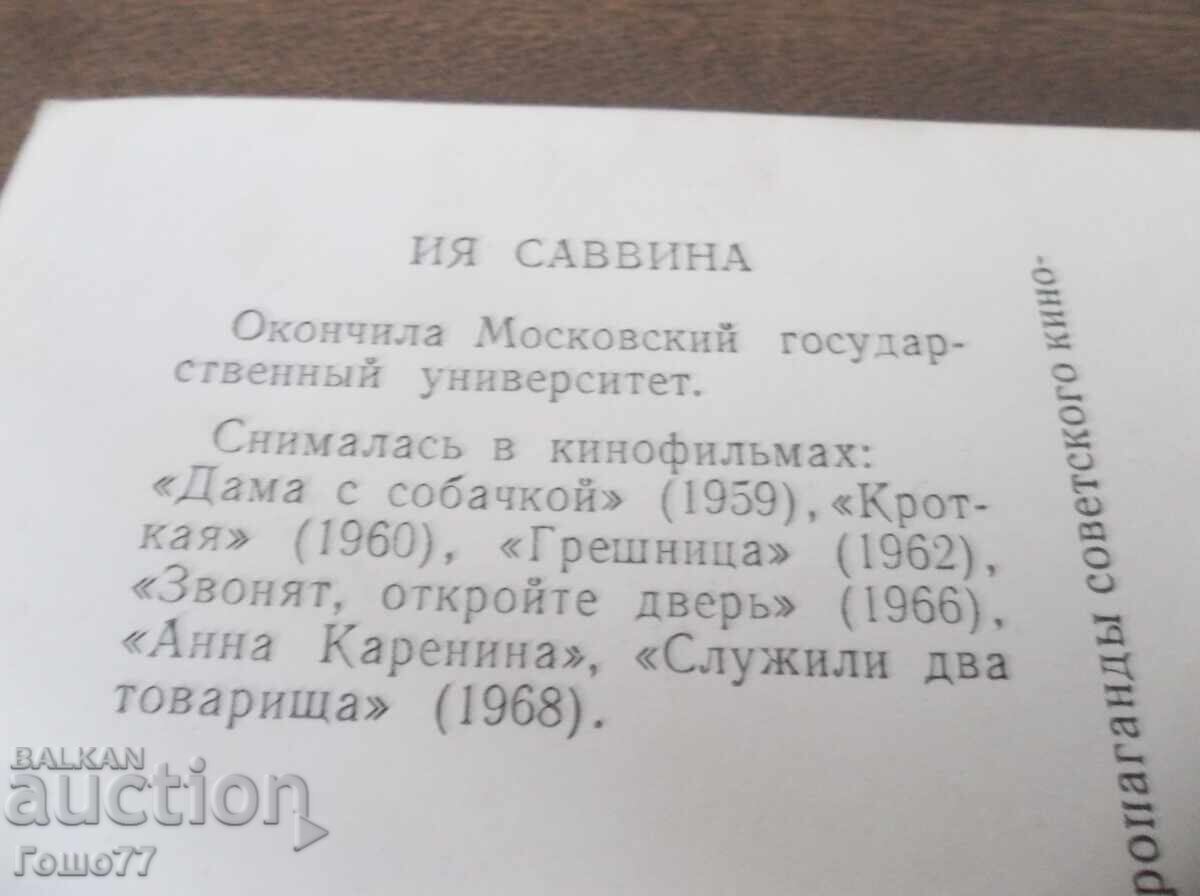 ИЯ САВВИНА
Окончила Московский государ-
ственный университет.
Снималась в кинофильмах:
«Дама с собачкой» (1959), «Крот-
кая» (1960), «Грешница» (1962),
«Звонят, откройте дверь» (1966),
«Анна Каренина», «Служили два
товарища» (1968).
ропаганды советского кино-
BALKAN
auction
Гошо77